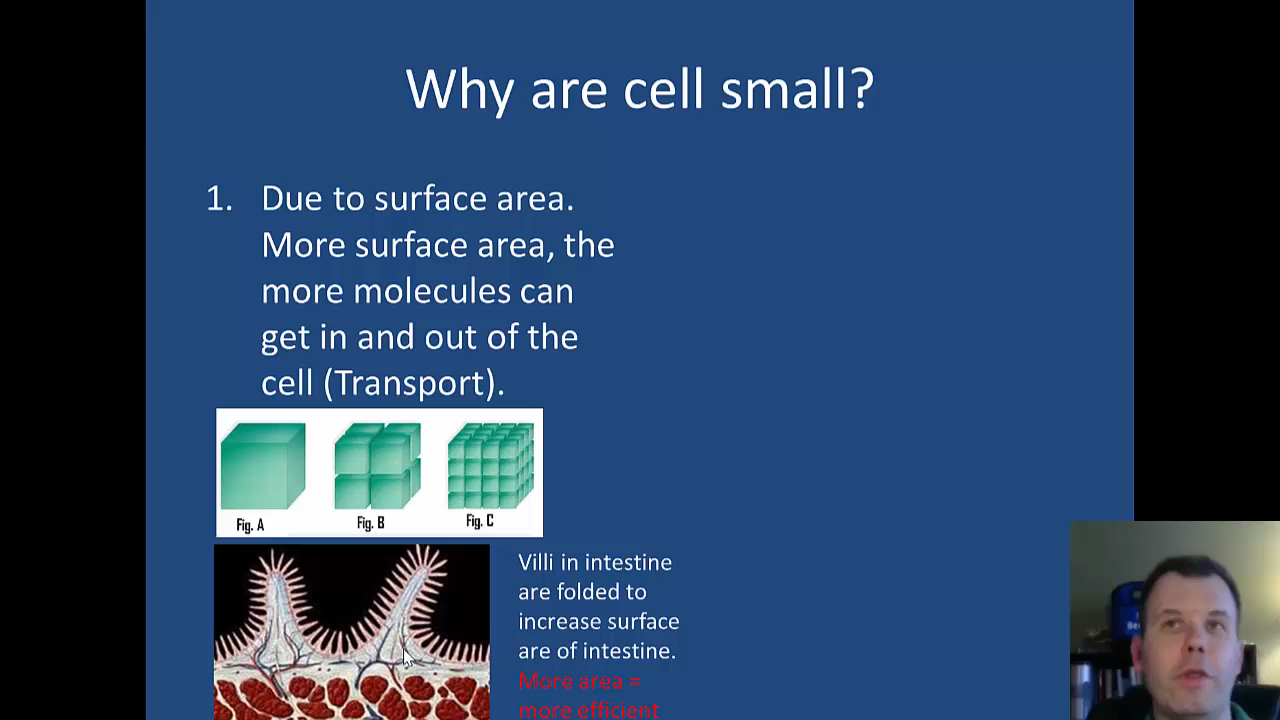 Why are cell small?
1. Due to surface area.
More surface area, the
more molecules can
get in and out of the
cell (Transport).
Fig. A Fig. B Fig. C
Villi in intestine
are folded to
increase surface
are of intestine.
More area =
more efficient